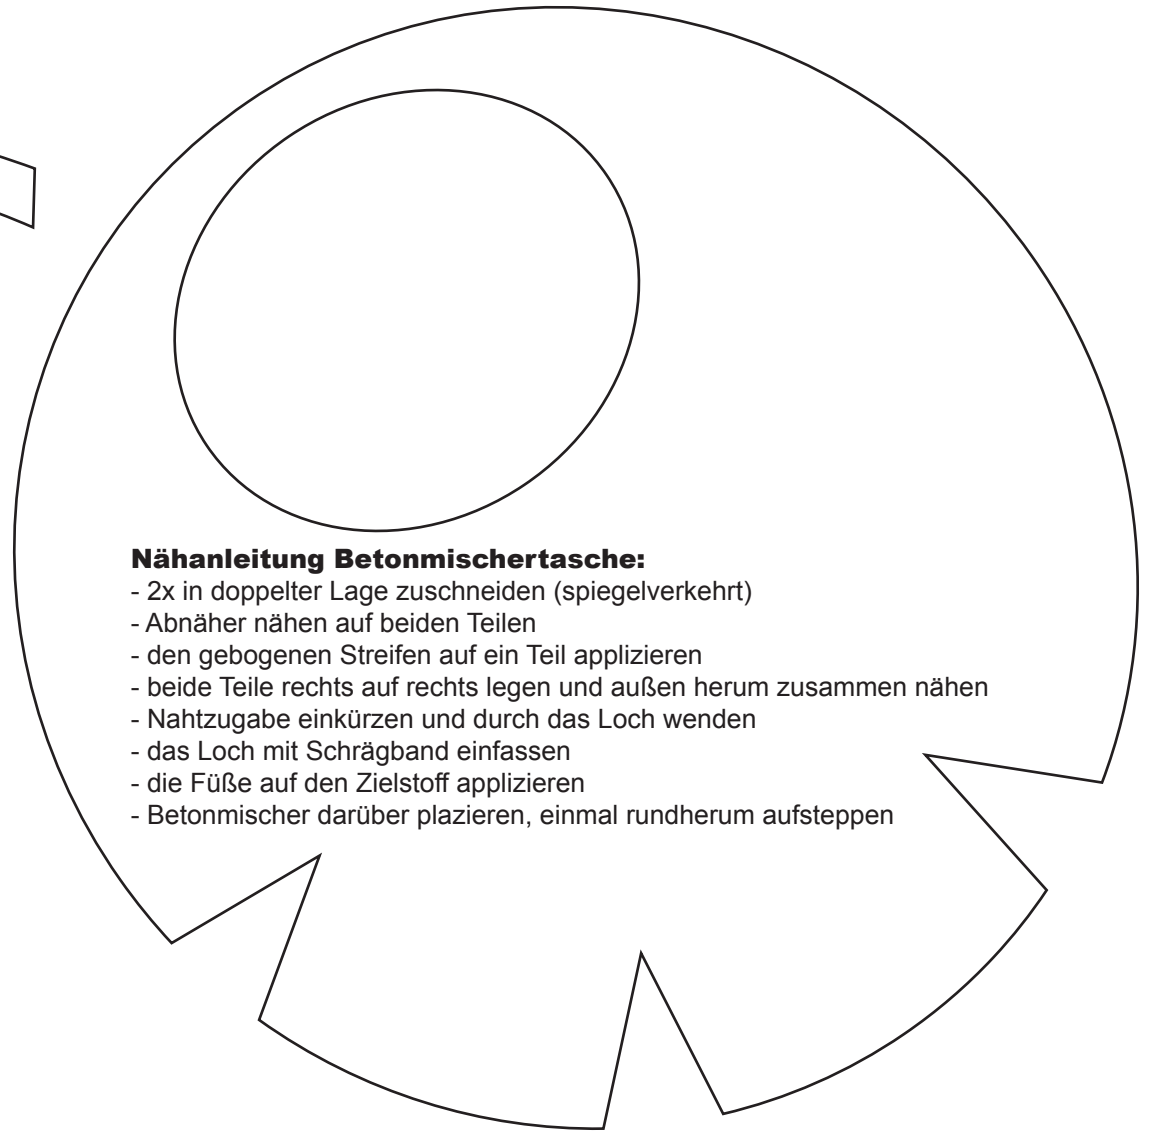 Nähanleitung Betonmischertasche:
- 2x in doppelter Lage zuschneiden (spiegelverkehrt)
- Abnäher nähen auf beiden Teilen
- den gebogenen Streifen auf ein Teil applizieren
- beide Teile rechts auf rechts legen und außen herum zusammen nähen
- Nahtzugabe einkürzen und durch das Loch wenden
- das Loch mit Schrägband einfassen
- die Füße auf den Zielstoff applizieren
- Betonmischer darüber plazieren, einmal rundherum aufsteppen